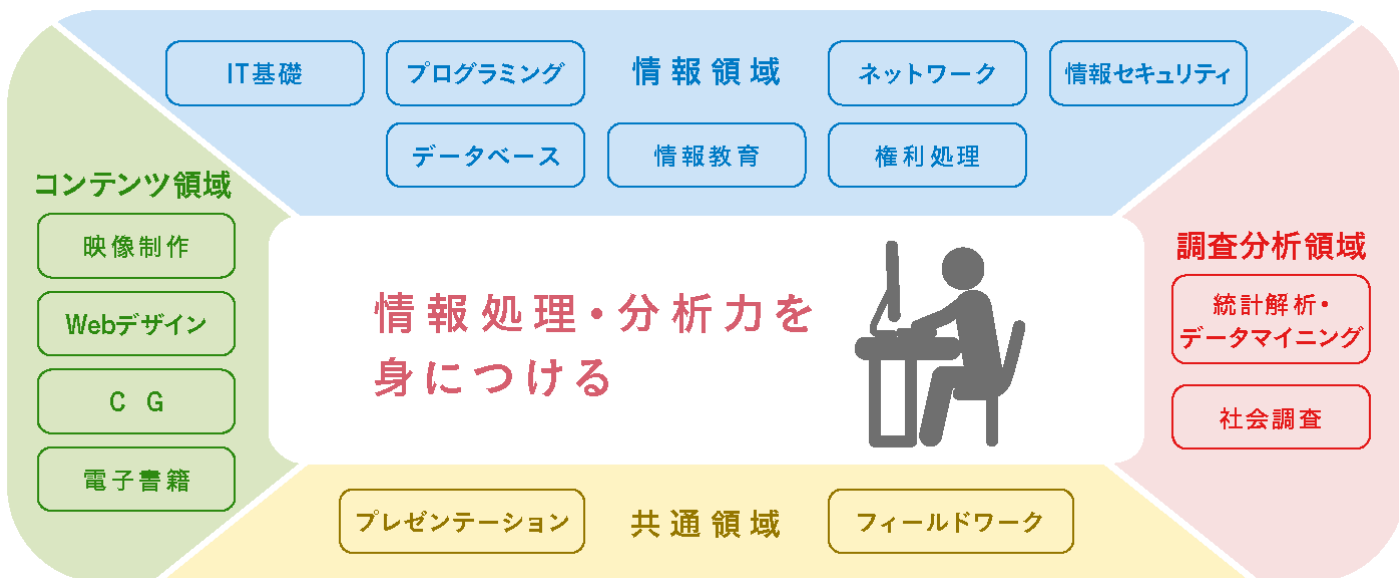 IT基礎
プログラミング
情報領域
ネットワーク
情報セキュリティ
データベース
情報教育
権利処理
コンテンツ領域
映像制作
Webデザイン
CG
電子書籍
情報処理・分析力を
身につける
調査分析領域
統計解析・
データマイニング
社会調査
プレゼンテーション
共通領域
フィールドワーク